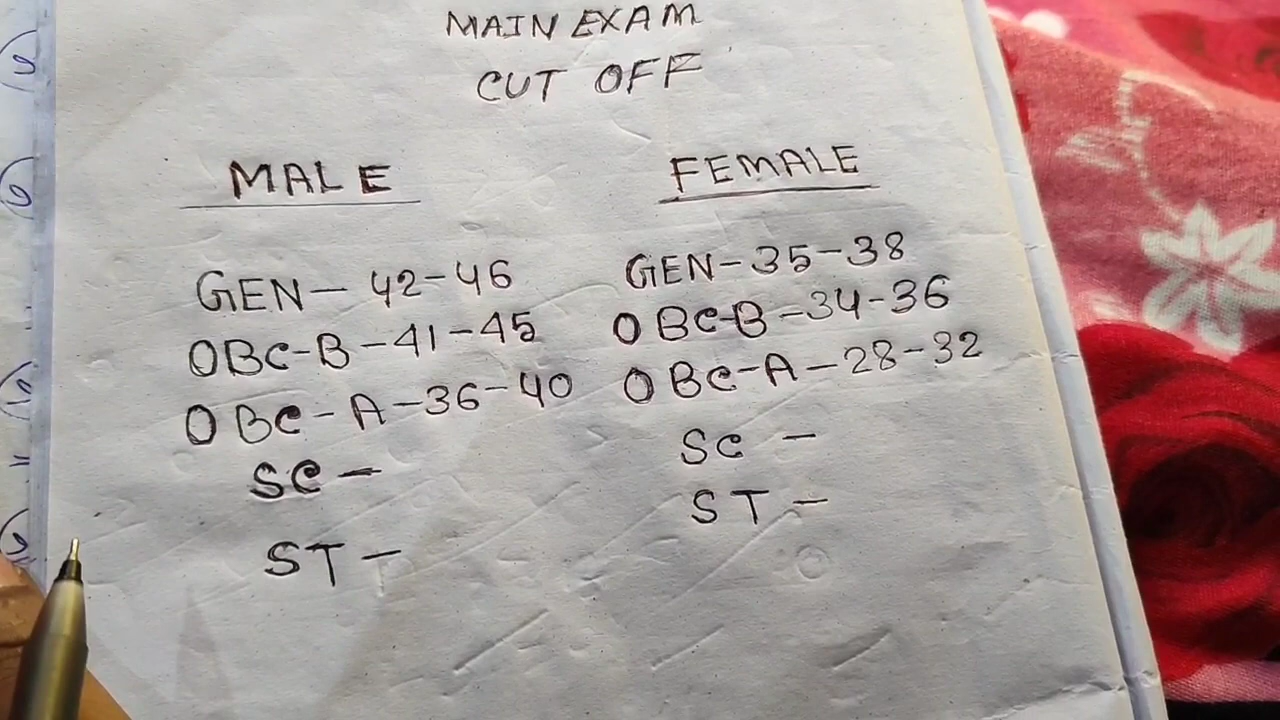 MAIN EXAM
CUT OFF
MALE
GEN - 42-46
OBC-B-41-45
OBC-A-36-40
SC -
ST -
FEMALE
GEN-35-38
OBC-B-34-36
OBC-A-28-32
SC -
ST -